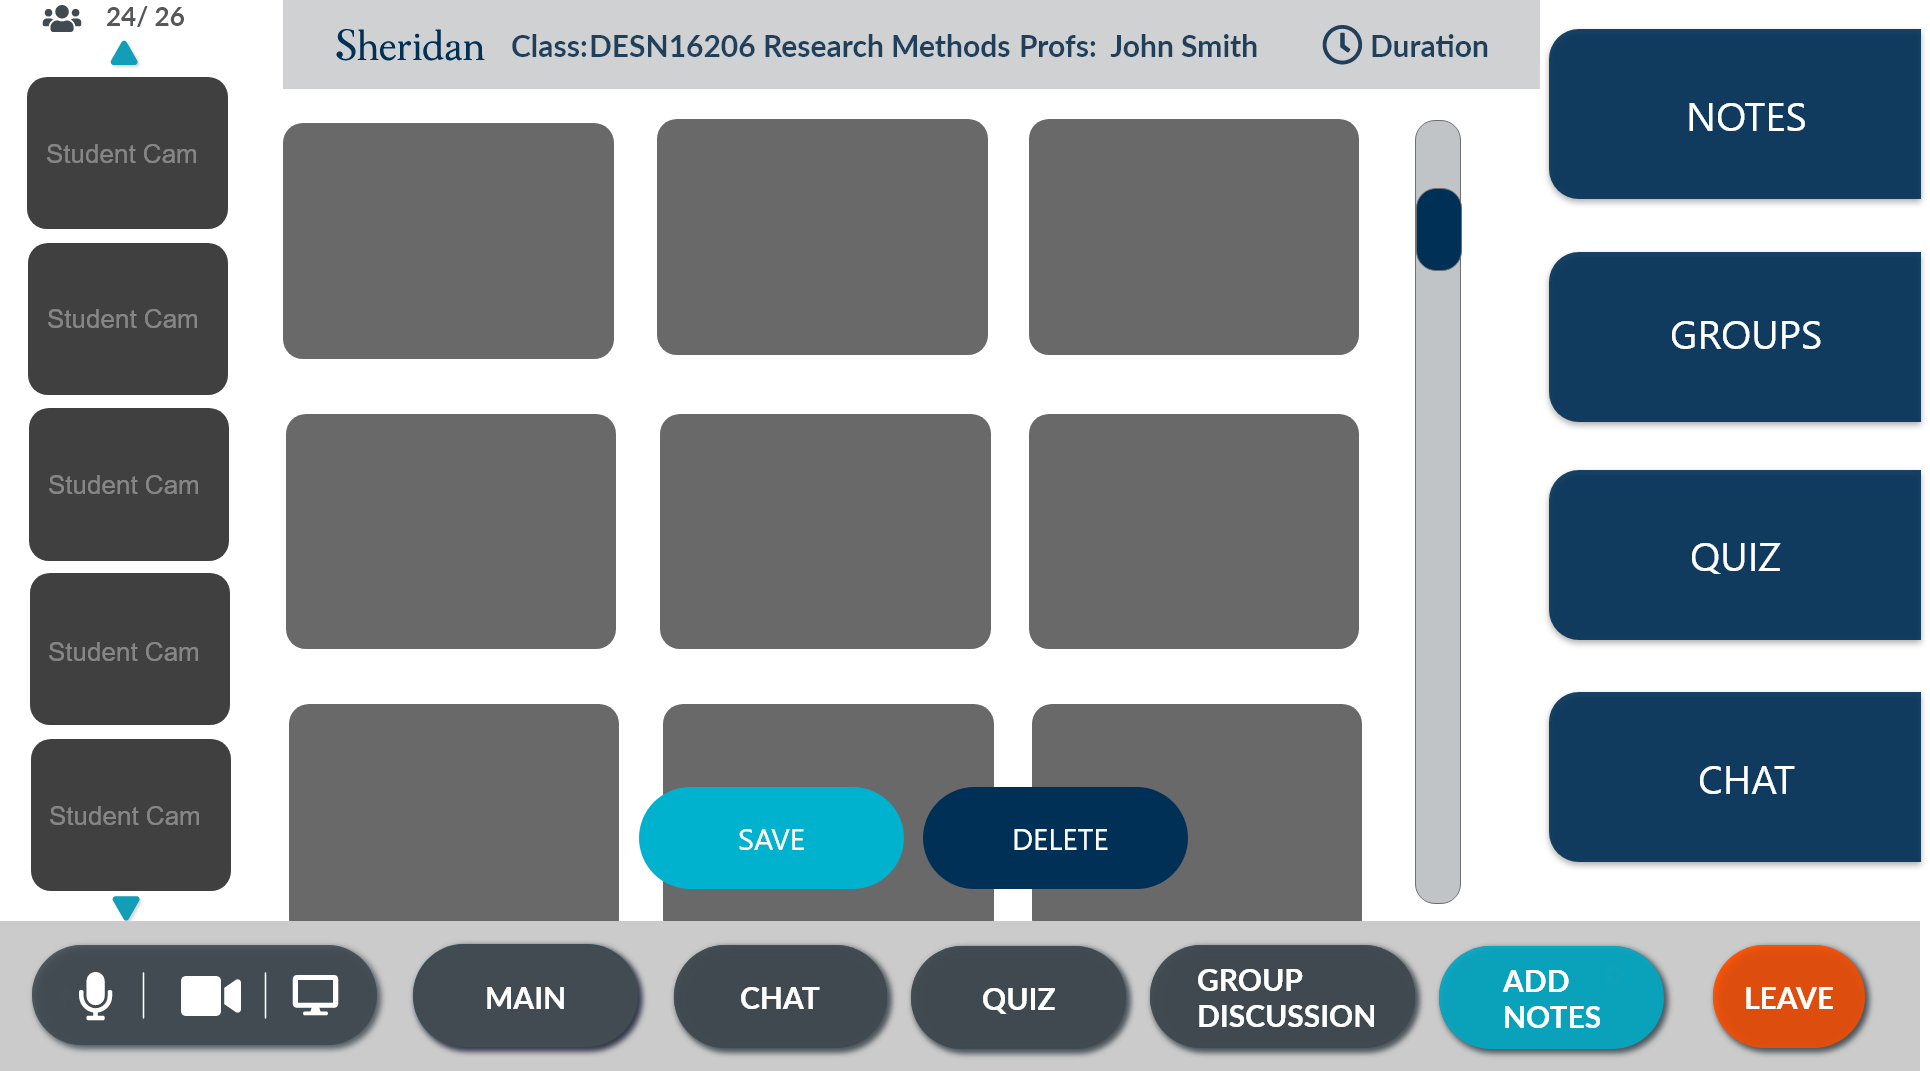 24/ 26
Sheridan Class:DESN16206 Research Methods Profs: John Smith Duration
Student Cam
Student Cam
Student Cam
Student Cam
Student Cam
NOTES
GROUPS
QUIZ
CHAT
SAVE
DELETE
MAIN
CHAT
QUIZ
GROUP
DISCUSSION
ADD
NOTES
LEAVE